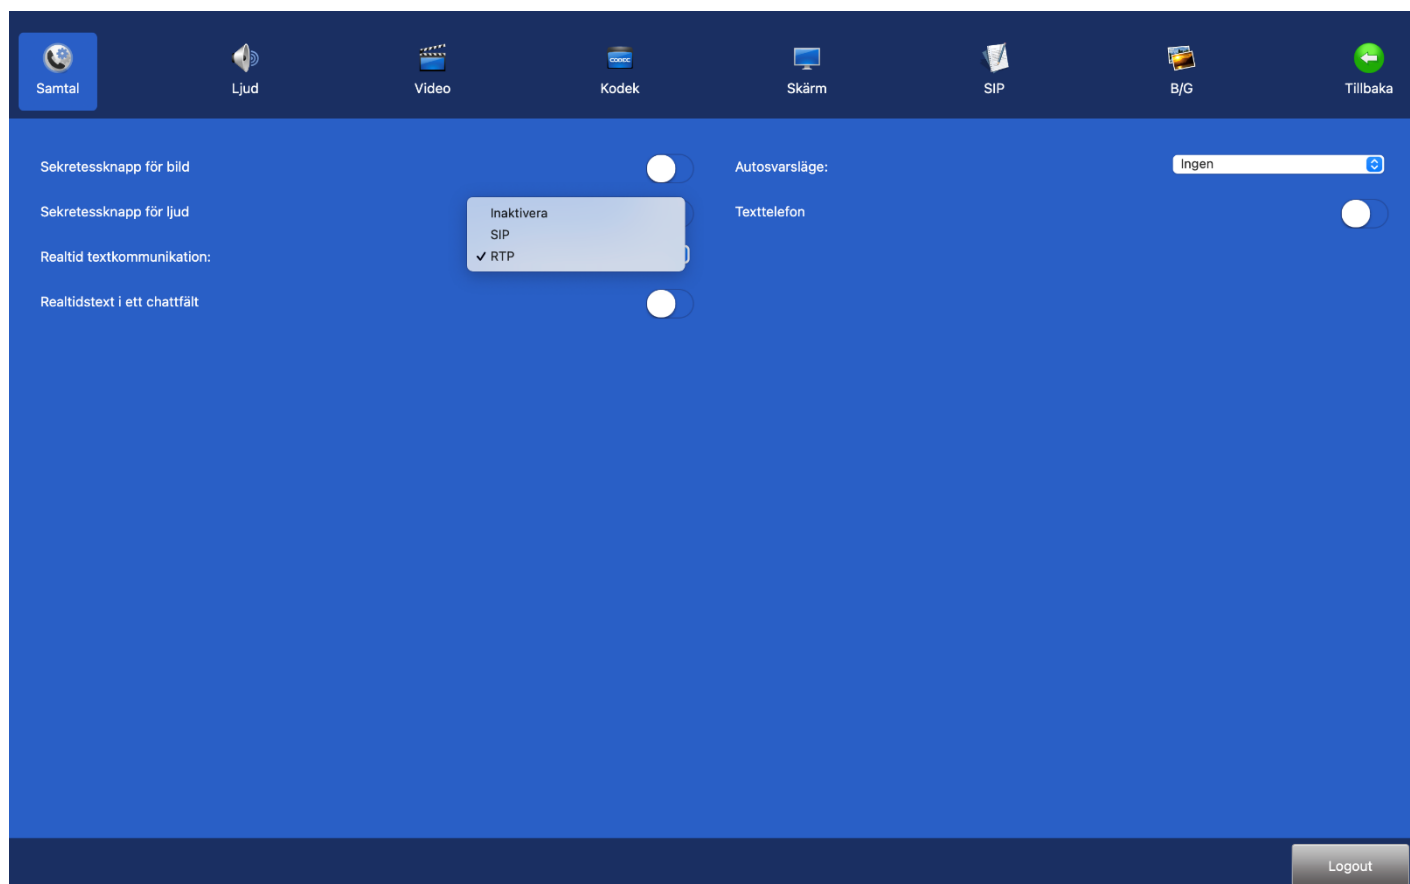 Samtal
Ljud
Video
CODEC
Kodek
Skärm
SIP
B/G
Tillbaka
Sekretessknapp för bild
Autosvarsläge:
Ingen
Sekretessknapp för ljud
Inaktivera
Texttelefon
SIP
Realtid textkommunikation:
✓ RTP
Realtidstext i ett chattfält
Logout